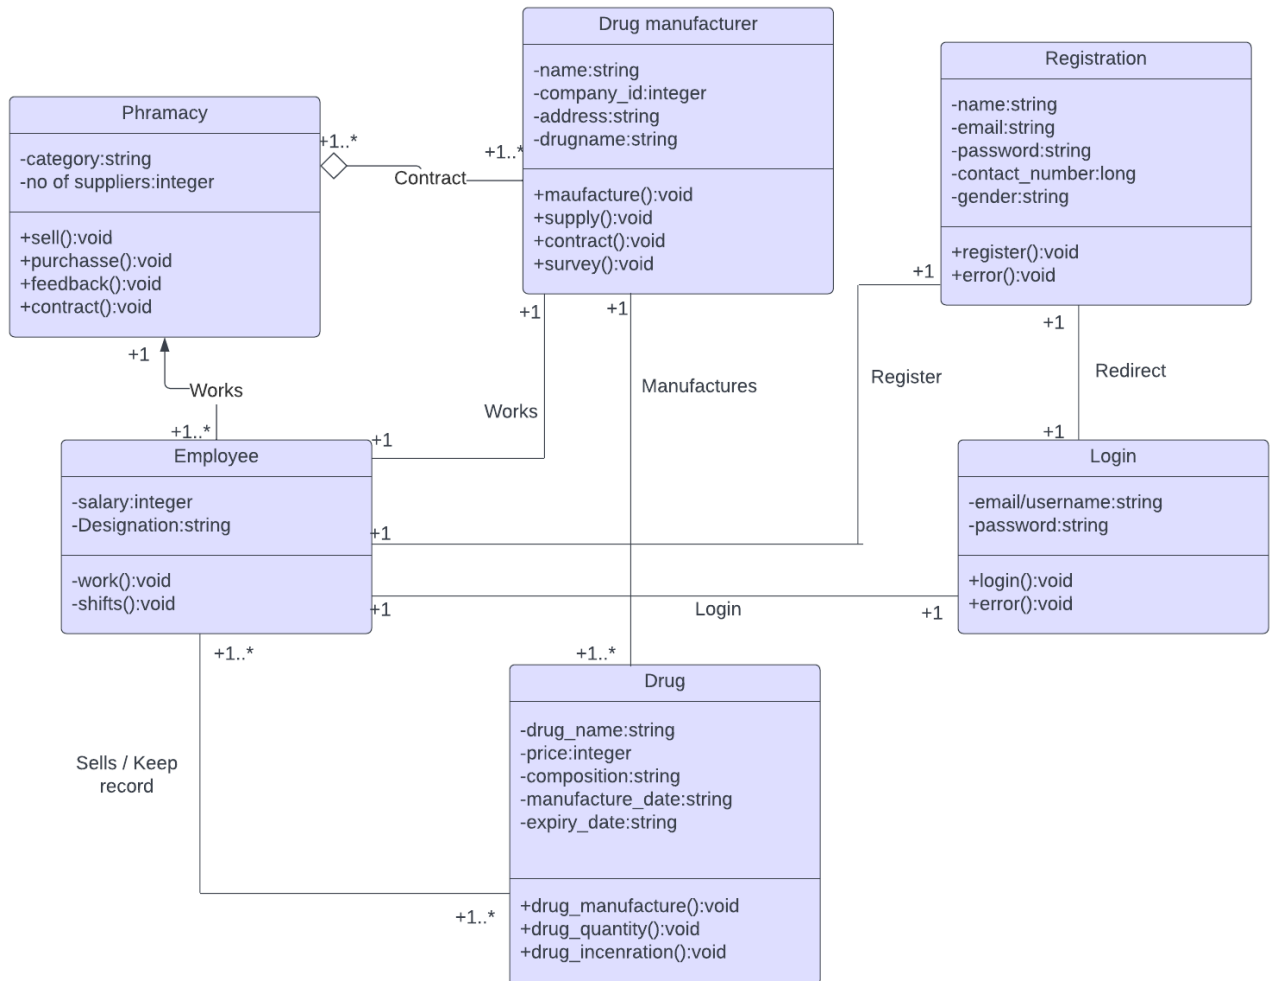 Drug manufacturer
-name:string
-company_id:integer
-address:string
-drugname:string
+maufacture():void
+supply():void
+contract():void
+survey():void
Registration
-name:string
-email:string
-password:string
-contact_number:long
-gender:string
+register():void
+error():void
Phramacy
-category:string
-no of suppliers:integer
+sell():void
+purchasse():void
+feedback():void
+contract():void
+1..*
Contract
+1..*
+1
Works
+1..*
+1
Works
+1
+1
Manufactures
+1..*
+1
Register
+1
+1
Redirect
+1
Employee
-salary:integer
-Designation:string
-work():void
-shifts():void
Login
-email/username:string
-password:string
+login():void
+error():void
+1
Login
+1
+1..*
Sells / Keep
record
+1..*
Drug
-drug_name:string
-price:integer
-composition:string
-manufacture_date:string
-expiry_date:string
+drug_manufacture():void
+drug_quantity():void
+drug_incenration():void